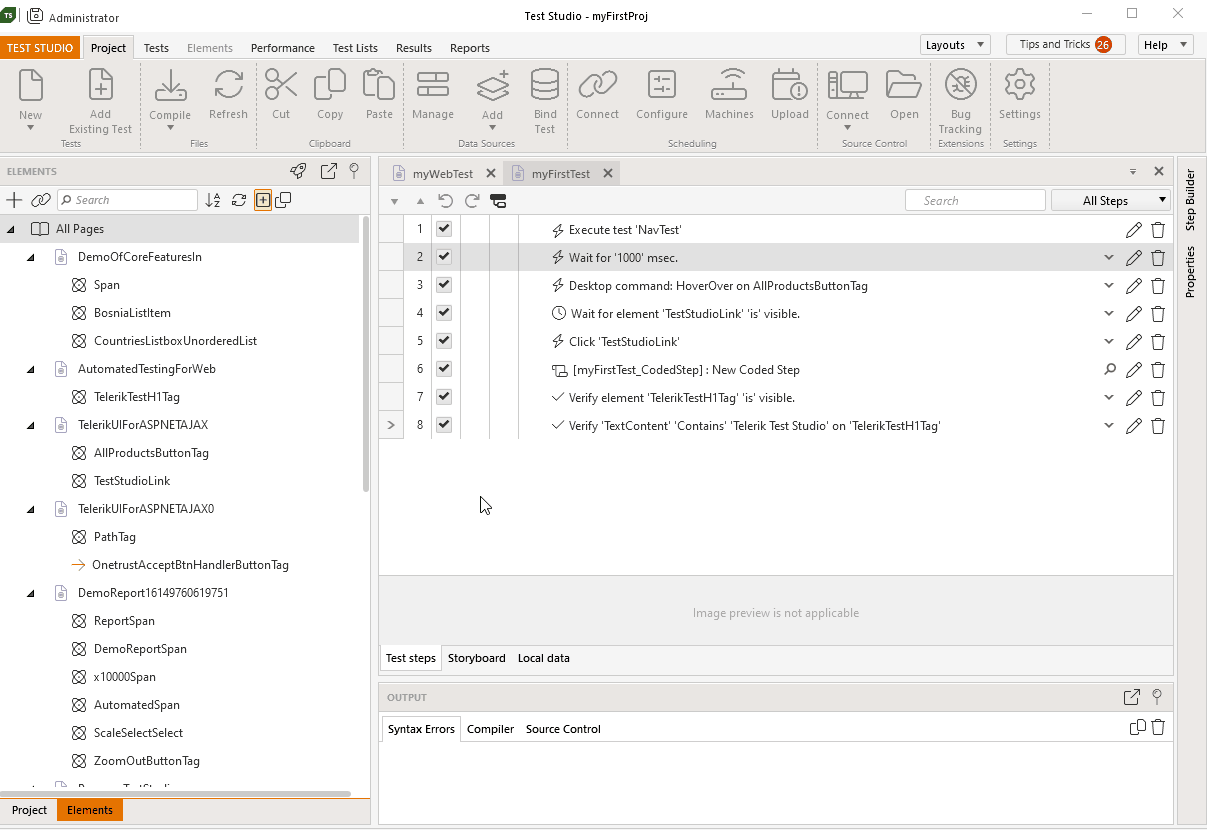 TS
Administrator
Test Studio - myFirstProj
TEST STUDIO Project Tests Elements Performance Test Lists Results Reports
Layouts Tips and Tricks 26 Help
New Add Existing Test Compile Refresh Cut Copy Paste Manage Add Bind Test Connect Configure Machines Upload Connect Open Bug Tracking Settings
Tests Files Clipboard Data Sources Scheduling Source Control Extensions Settings
ELEMENTS
Search
All Pages
DemoOfCoreFeaturesIn
Span
BosniaListItem
CountriesListboxUnorderedList
AutomatedTestingForWeb
TelerikTestH1Tag
TelerikUIForASPNETAJAX
AllProductsButtonTag
TestStudioLink
TelerikUIForASPNETAJAX0
PathTag
OnetrustAcceptBtnHandlerButtonTag
DemoReport16149760619751
ReportSpan
DemoReportSpan
x10000Span
AutomatedSpan
ScaleSelectSelect
ZoomOutButtonTag
Project Elements
myWebTest myFirstTest
Search All Steps
1 Execute test 'NavTest'
2 Wait for '1000' msec.
3 Desktop command: HoverOver on AllProductsButtonTag
4 Wait for element 'TestStudioLink' 'is' visible.
5 Click 'TestStudioLink'
6 [myFirstTest_CodedStep] : New Coded Step
7 Verify element 'TelerikTestH1Tag' 'is' visible.
8 Verify 'TextContent' 'Contains' 'Telerik Test Studio' on 'TelerikTestH1Tag'
Image preview is not applicable
Test steps Storyboard Local data
OUTPUT
Syntax Errors Compiler Source Control
Step Builder
Properties